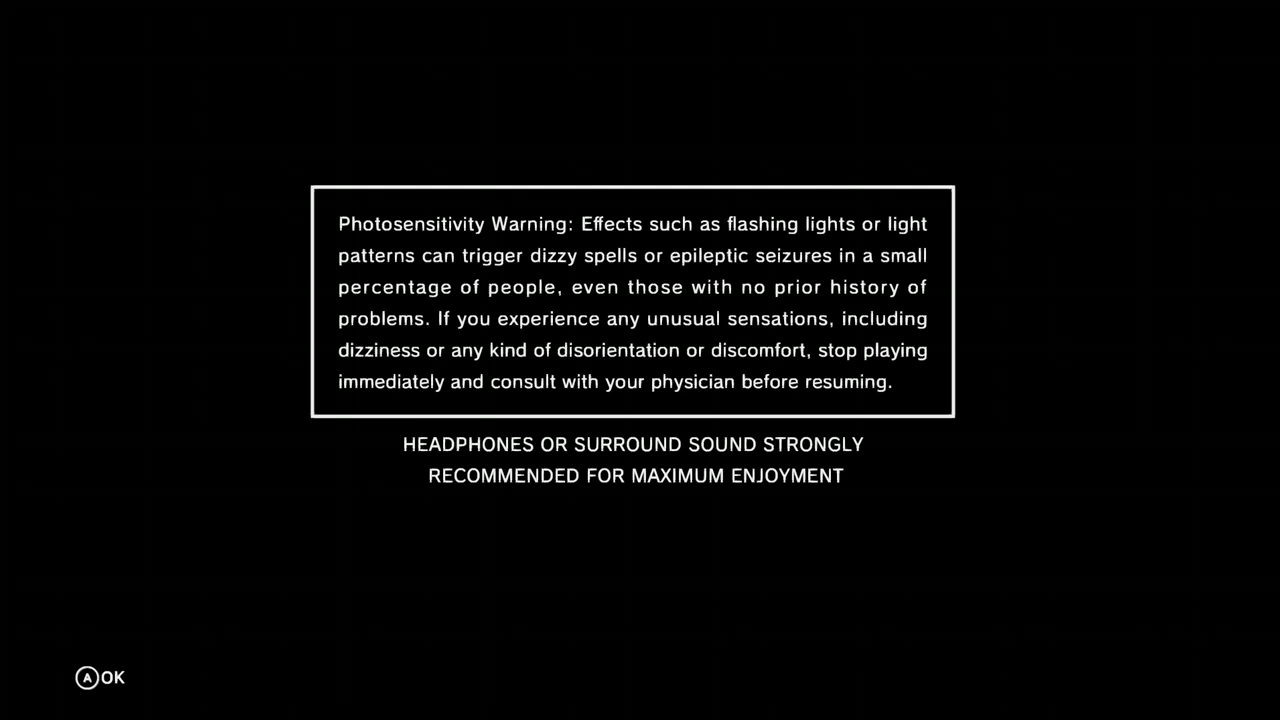 Photosensitivity Warning: Effects such as flashing lights or light
patterns can trigger dizzy spells or epileptic seizures in a small
percentage of people, even those with no prior history of
problems. If you experience any unusual sensations, including
dizziness or any kind of disorientation or discomfort, stop playing
immediately and consult with your physician before resuming.
HEADPHONES OR SURROUND SOUND STRONGLY
RECOMMENDED FOR MAXIMUM ENJOYMENT
A OK